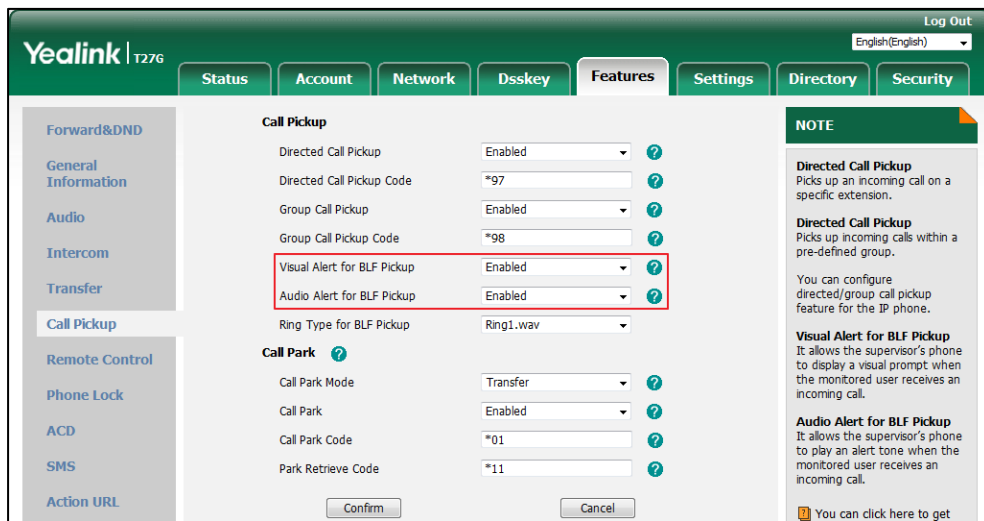 Log Out
English(English)
Yealink | T27G
Status Account Network Dsskey Features Settings Directory Security
Forward&DND
General
Information
Audio
Intercom
Transfer
Call Pickup
Remote Control
Phone Lock
ACD
SMS
Action URL
Call Pickup
Directed Call Pickup Enabled
Directed Call Pickup Code *97
Group Call Pickup Enabled
Group Call Pickup Code *98
Visual Alert for BLF Pickup Enabled
Audio Alert for BLF Pickup Enabled
Ring Type for BLF Pickup Ring1.wav
Call Park
Call Park Mode Transfer
Call Park Enabled
Call Park Code *01
Park Retrieve Code *11
Confirm Cancel
NOTE
Directed Call Pickup
Picks up an incoming call on a
specific extension.
Directed Call Pickup
Picks up incoming calls within a
pre-defined group.
You can configure
directed/group call pickup
feature for the IP phone.
Visual Alert for BLF Pickup
It allows the supervisor's phone
to display a visual prompt when
the monitored user receives an
incoming call.
Audio Alert for BLF Pickup
It allows the supervisor's phone
to play an alert tone when the
monitored user receives an
incoming call.
You can click here to get